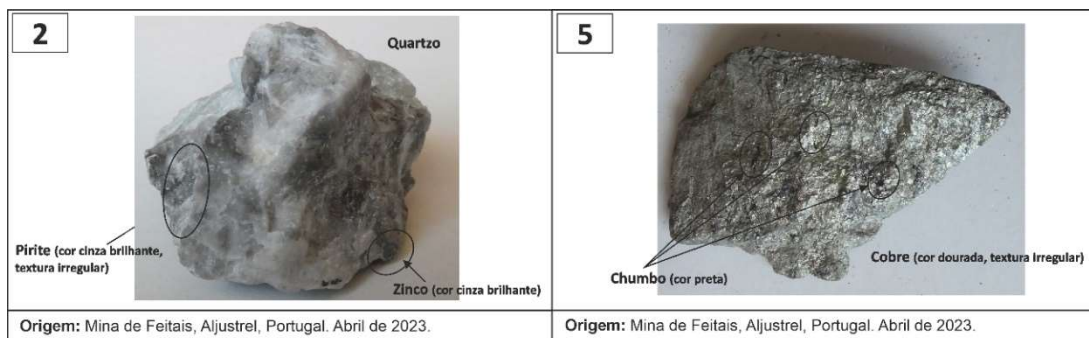 2
Quartzo
Pirite (cor cinza brilhante,
textura irregular)
Zinco (cor cinza brilhante)
Origem: Mina de Feitais, Aljustrel, Portugal. Abril de 2023.
5
Cobre (cor dourada, textura Irregular)
Chumbo (cor preta)
Origem: Mina de Feitais, Aljustrel, Portugal. Abril de 2023.